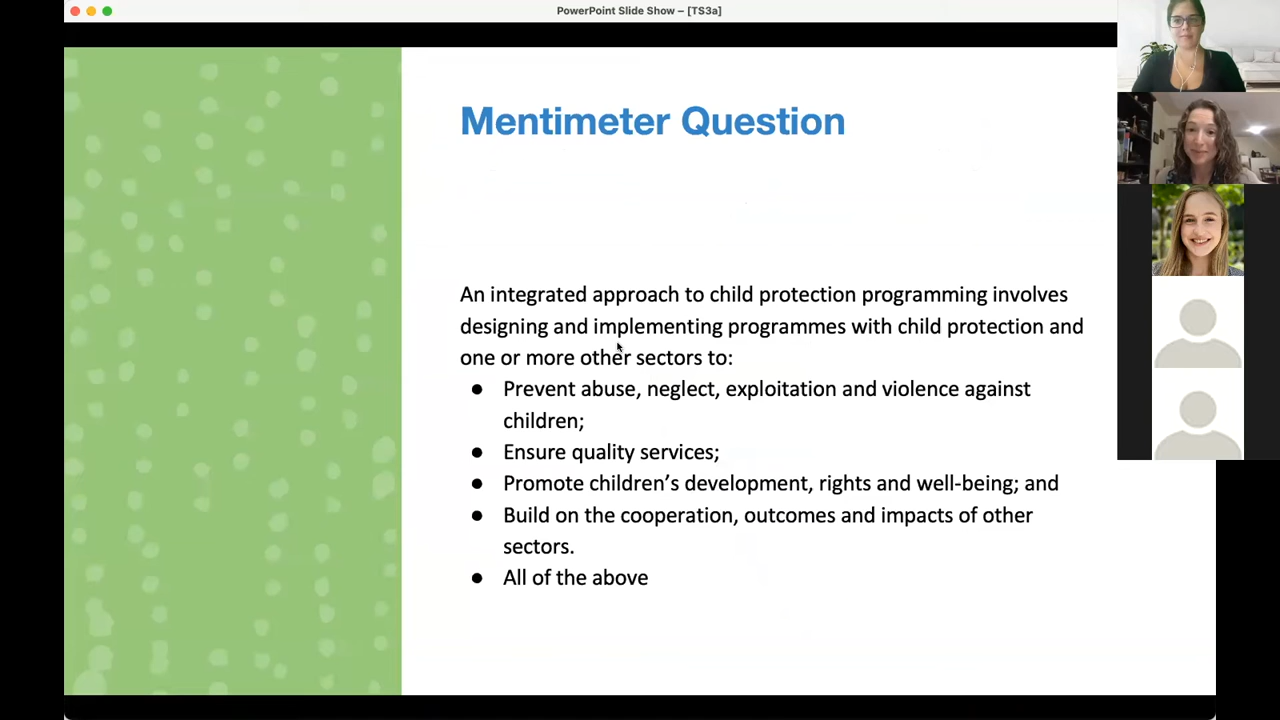 PowerPoint Slide Show – [TS3a]
Mentimeter Question
An integrated approach to child protection programming involves
designing and implementing programmes with child protection and
one or more other sectors to:
● Prevent abuse, neglect, exploitation and violence against
children;
● Ensure quality services;
● Promote children’s development, rights and well-being; and
● Build on the cooperation, outcomes and impacts of other
sectors.
● All of the above